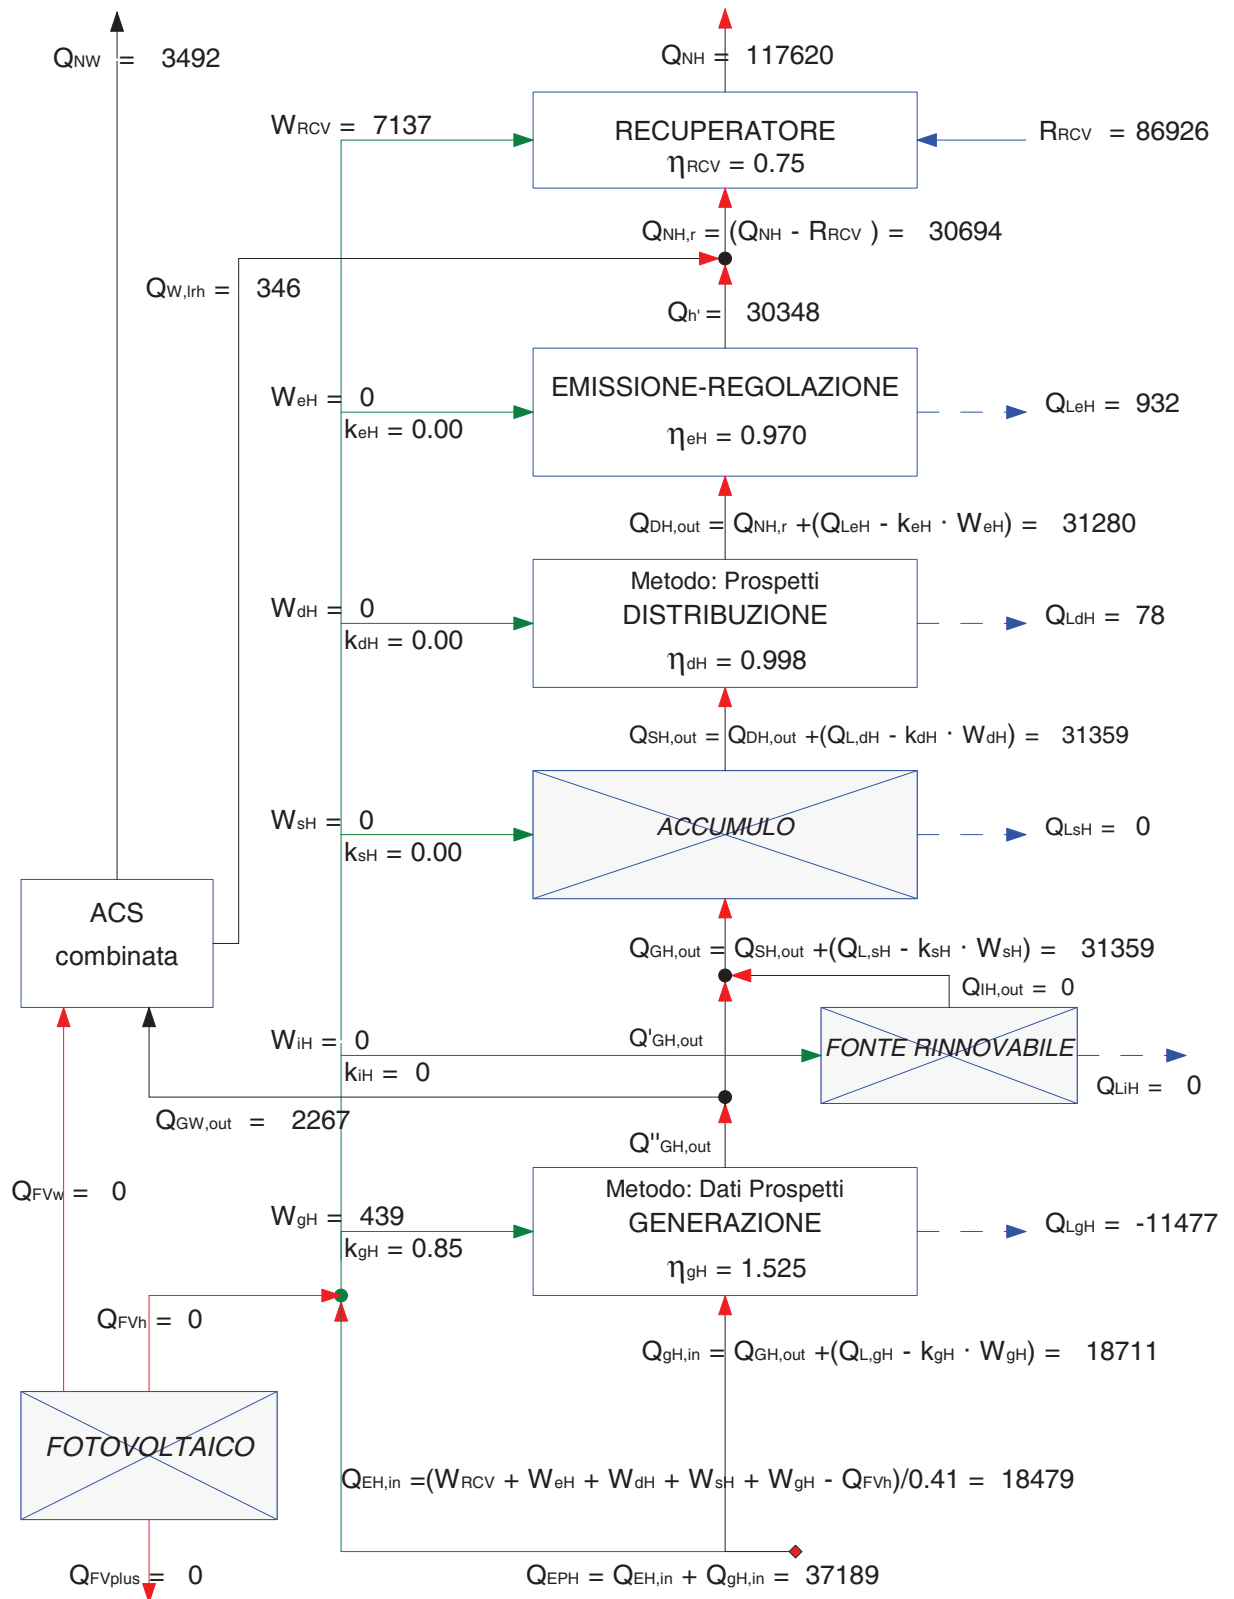 QNW = 3492
QNH = 117620
WRCV = 7137
RECUPERATORE
ηRCV = 0.75
RRCV = 86926
QNH,r = (QNH - RRCV ) = 30694
QW,lrh = 346
Qh' = 30348
WeH = 0
keH = 0.00
EMISSIONE-REGOLAZIONE
ηeH = 0.970
QLeH = 932
QDH,out = QNH,r +(QLeH - keH · WeH) = 31280
WdH = 0
kdH = 0.00
Metodo: Prospetti
DISTRIBUZIONE
ηdH = 0.998
QLdH = 78
QSH,out = QDH,out +(QL,dH - kdH · WdH) = 31359
WsH = 0
ksH = 0.00
ACCUMULO
QLsH = 0
ACS
combinata
QGH,out = QSH,out +(QL,sH - ksH · WsH) = 31359
QIH,out = 0
WiH = 0
kiH = 0
Q'GH,out
FONTE RINNOVABILE
QLiH = 0
QGW,out = 2267
Q''GH,out
QFVw = 0
WgH = 439
kgH = 0.85
Metodo: Dati Prospetti
GENERAZIONE
ηgH = 1.525
QLgH = -11477
QFVh = 0
QgH,in = QGH,out +(QL,gH - kgH · WgH) = 18711
FOTOVOLTAICO
QEH,in =(WRCV + WeH + WdH + WsH + WgH - QFVh)/0.41 = 18479
QFVplus = 0
QEPH = QEH,in + QgH,in = 37189